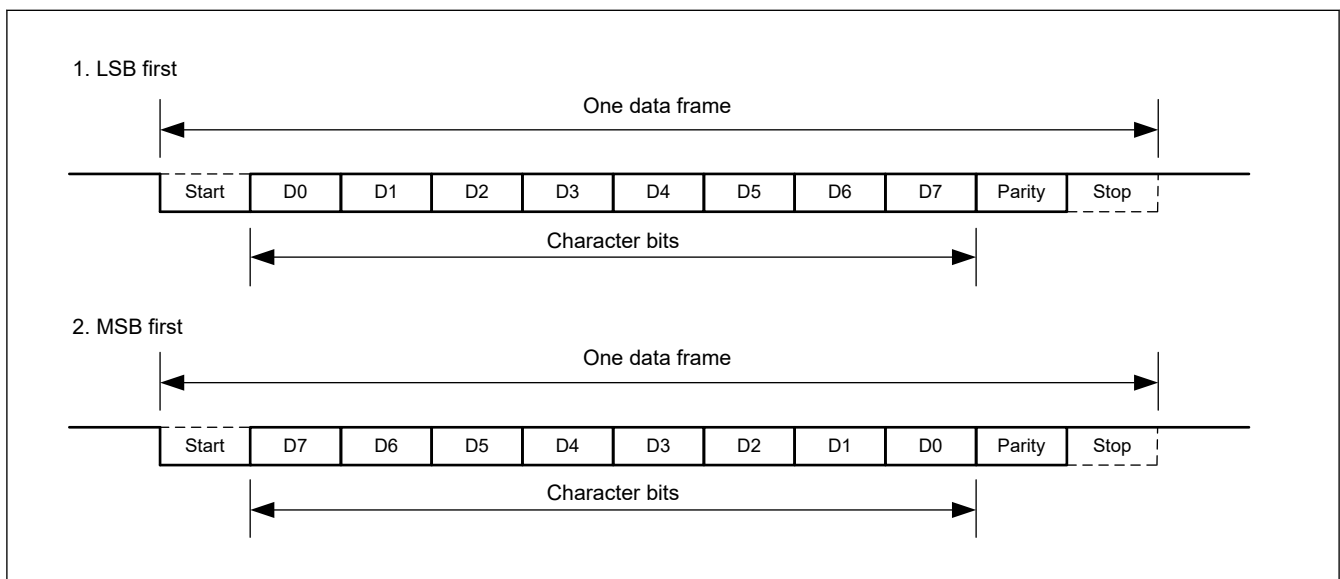 1. LSB first
One data frame
Start D0 D1 D2 D3 D4 D5 D6 D7 Parity Stop
Character bits
2. MSB first
One data frame
Start D7 D6 D5 D4 D3 D2 D1 D0 Parity Stop
Character bits